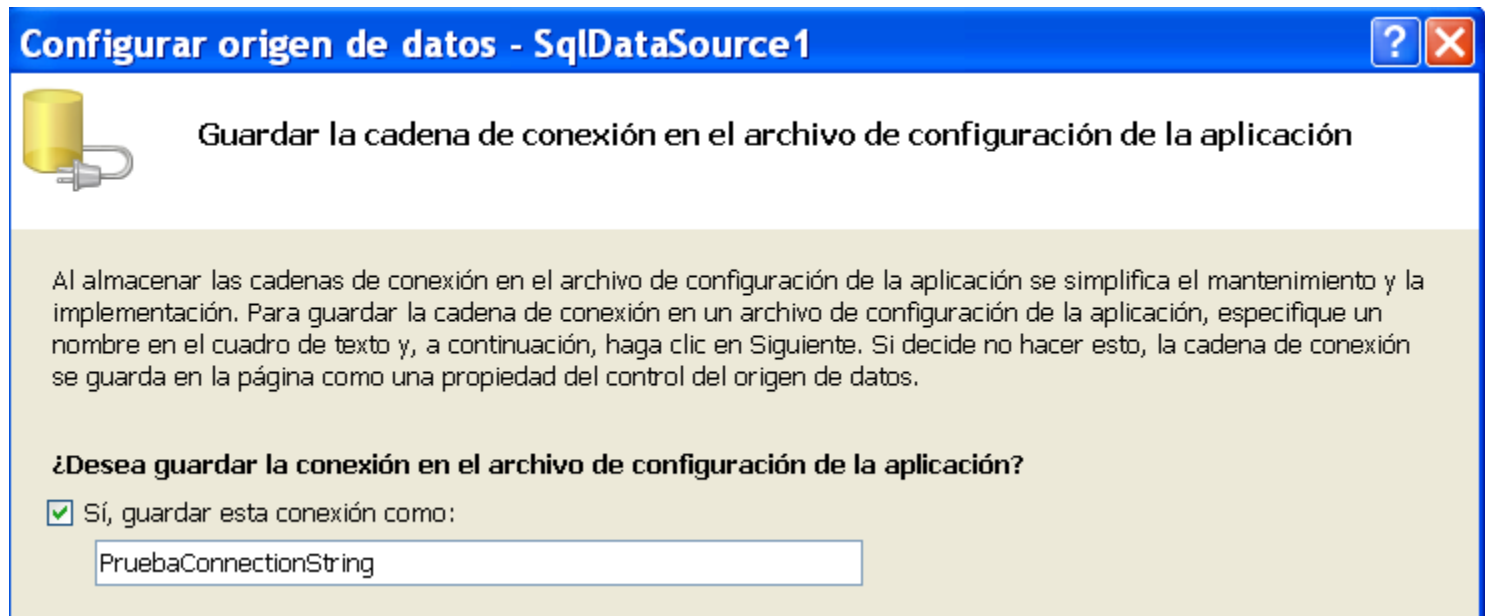 Configurar origen de datos - SqlDataSource1
Guardar la cadena de conexión en el archivo de configuración de la aplicación
Al almacenar las cadenas de conexión en el archivo de configuración de la aplicación se simplifica el mantenimiento y la
implementación. Para guardar la cadena de conexión en un archivo de configuración de la aplicación, especifique un
nombre en el cuadro de texto y, a continuación, haga clic en Siguiente. Si decide no hacer esto, la cadena de conexión
se guarda en la página como una propiedad del control del origen de datos.
¿Desea guardar la conexión en el archivo de configuración de la aplicación?
Sí, guardar esta conexión como:
PruebaConnectionString